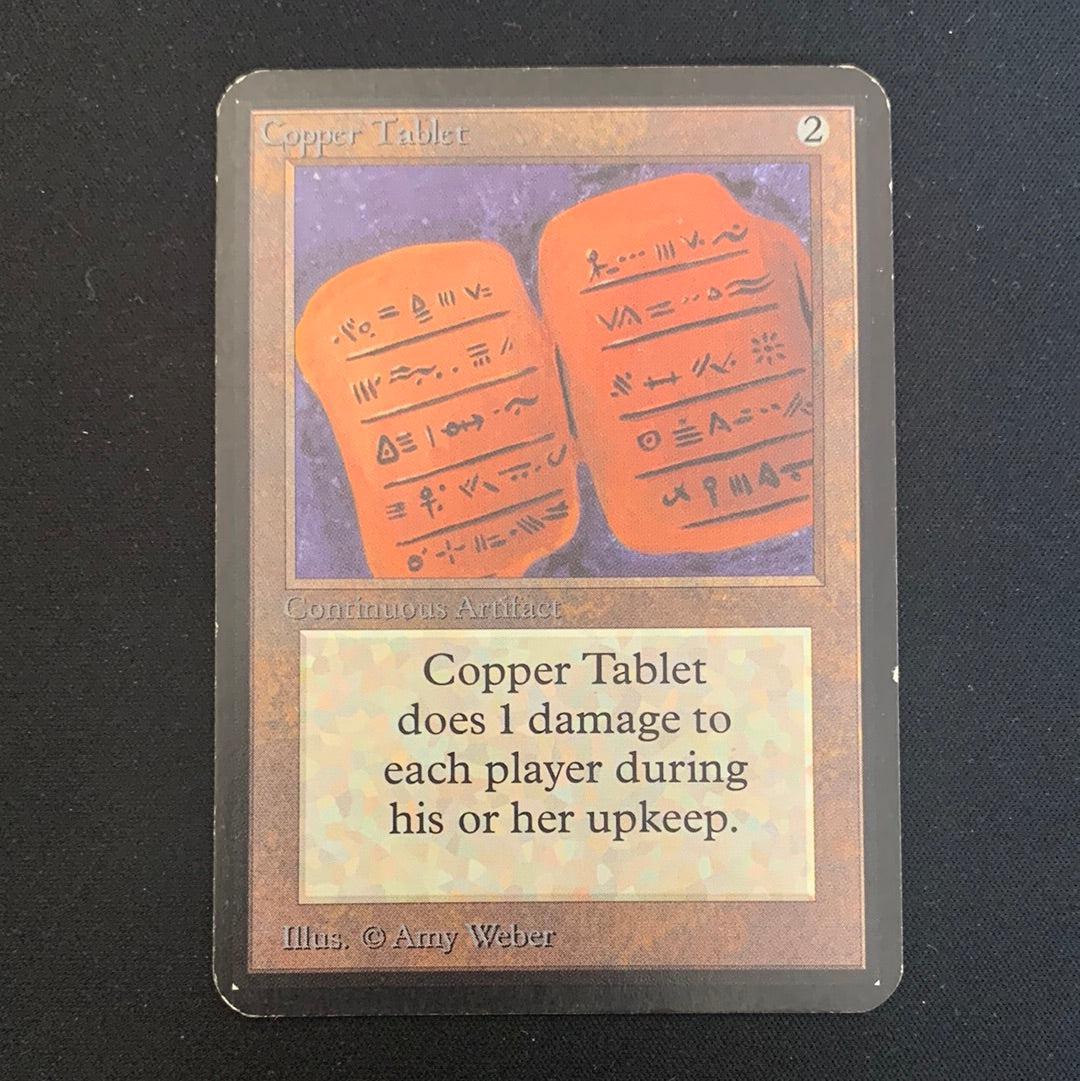 Copper Tablet 2
Continuous Artifact
Copper Tablet
does 1 damage to
each player during
his or her upkeep.
Illus. © Amy Weber